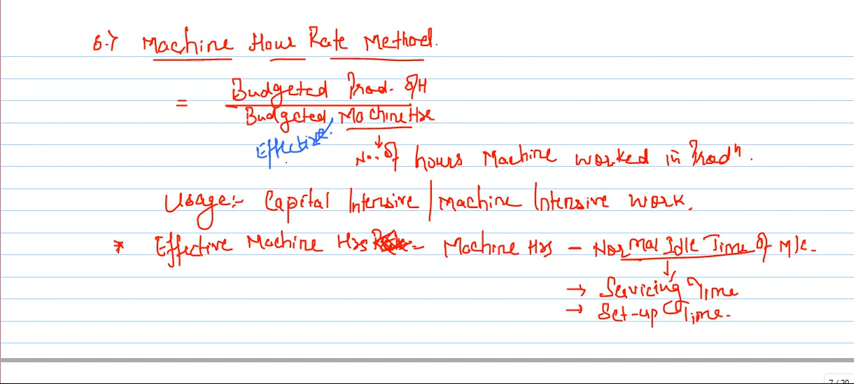 6.7 Machine Hour Rate Method.
= Budgeted Prod. O/H
Budgeted Machine Hrs
Effective
No. of hours Machine worked in Prodⁿ.
Usage:- Capital Intensive / Machine Intensive work.
* Effective Machine Hrs = Machine Hrs - Normal Idle Time of M/c.
→ Servicing Time
→ Set-up Time.
7 / 20